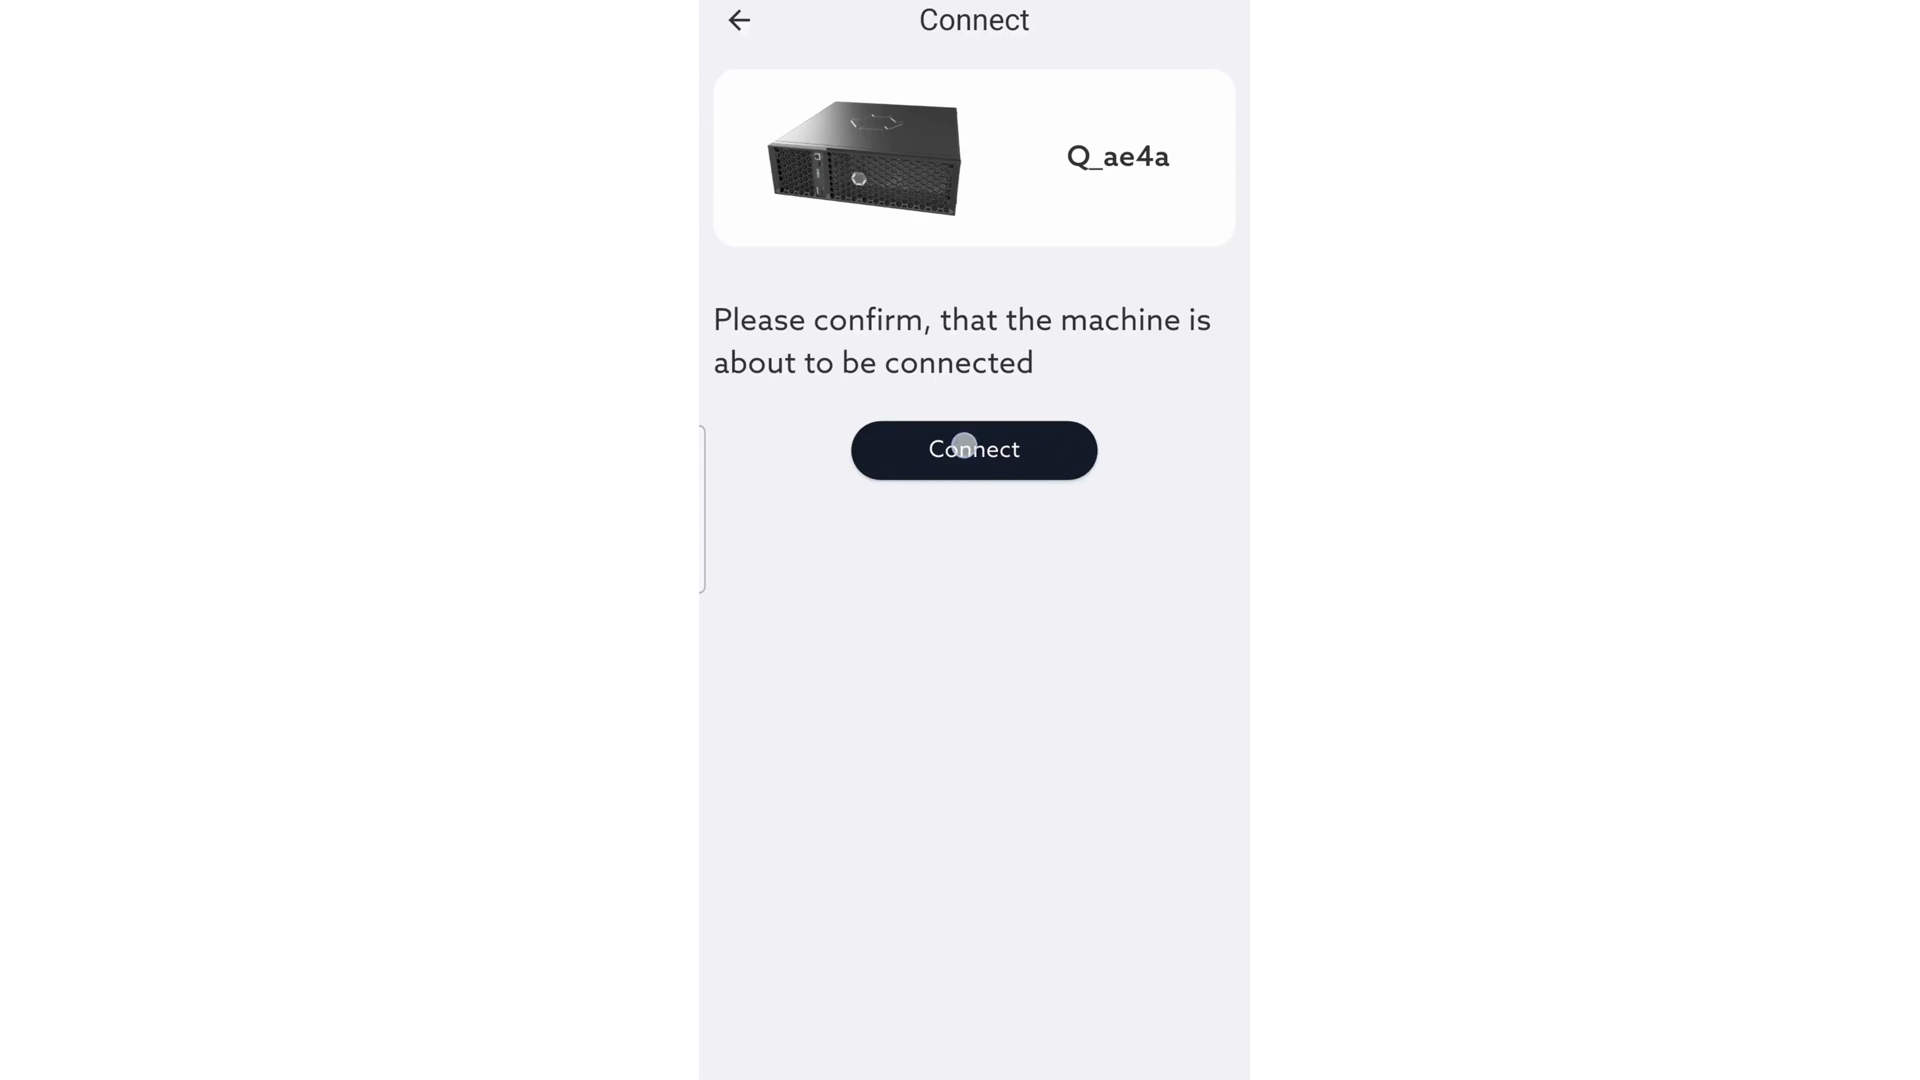 Connect
Q_ae4a
Please confirm, that the machine is
about to be connected
Connect